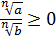 ⁿ√a / ⁿ√b ≥ 0